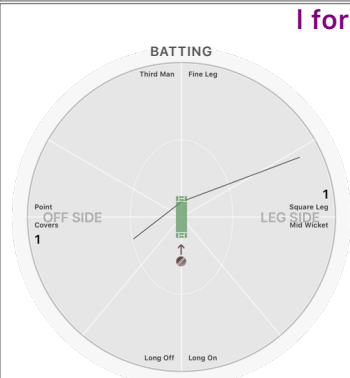 l for
BATTING
Third Man Fine Leg
1
Point Square Leg
OFF SIDE LEG SIDE
Covers Mid Wicket
1
Long Off Long On